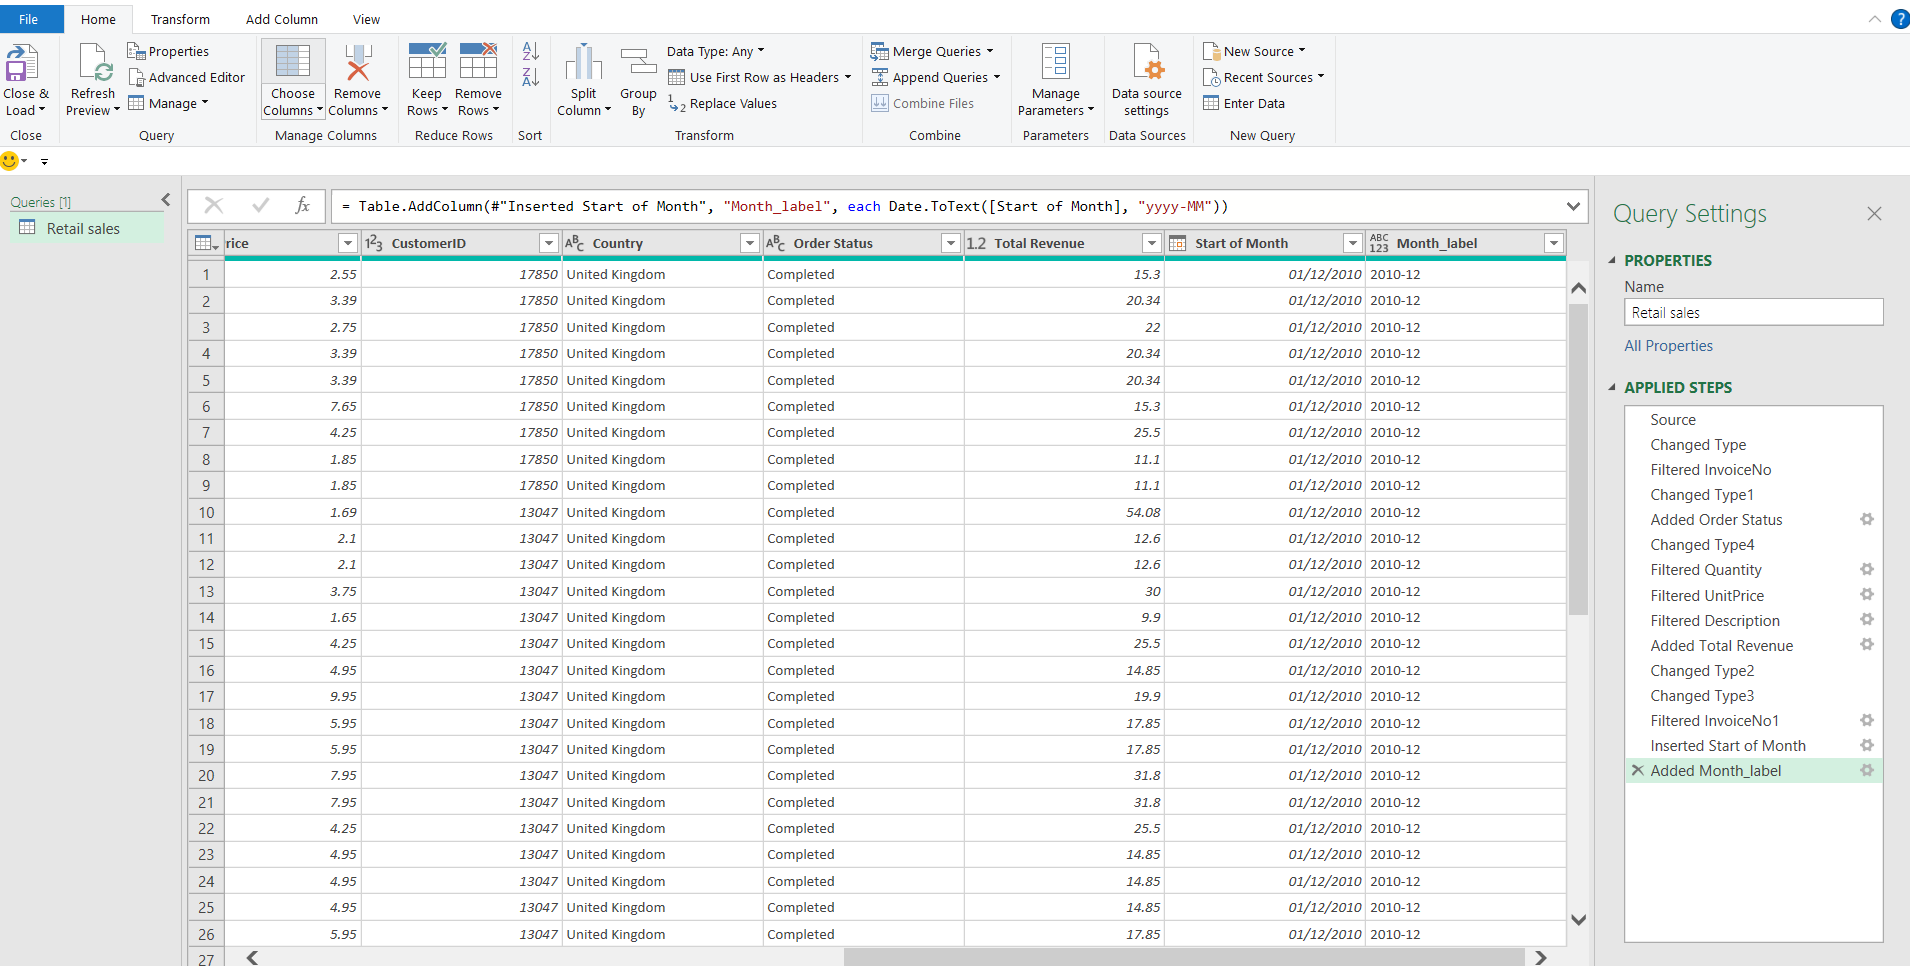 File Home Transform Add Column View
?
Close & Load
Close
Refresh Preview
Properties
Advanced Editor
Manage
Query
Choose Columns
Remove Columns
Manage Columns
Keep Rows
Remove Rows
Reduce Rows
A
Z
Z
A
Sort
Split Column
Group By
Data Type: Any
Use First Row as Headers
1
2 Replace Values
Transform
Merge Queries
Append Queries
Combine Files
Combine
Manage Parameters
Parameters
Data source settings
Data Sources
New Source
Recent Sources
Enter Data
New Query
Queries [1]
Retail sales
fx
= Table.AddColumn(#"Inserted Start of Month", "Month_label", each Date.ToText([Start of Month], "yyyy-MM"))
rice 123 CustomerID ABC Country ABC Order Status 1.2 Total Revenue Start of Month ABC 123 Month_label
1 2.55 17850 United Kingdom Completed 15.3 01/12/2010 2010-12
2 3.39 17850 United Kingdom Completed 20.34 01/12/2010 2010-12
3 2.75 17850 United Kingdom Completed 22 01/12/2010 2010-12
4 3.39 17850 United Kingdom Completed 20.34 01/12/2010 2010-12
5 3.39 17850 United Kingdom Completed 20.34 01/12/2010 2010-12
6 7.65 17850 United Kingdom Completed 15.3 01/12/2010 2010-12
7 4.25 17850 United Kingdom Completed 25.5 01/12/2010 2010-12
8 1.85 17850 United Kingdom Completed 11.1 01/12/2010 2010-12
9 1.85 17850 United Kingdom Completed 11.1 01/12/2010 2010-12
10 1.69 13047 United Kingdom Completed 54.08 01/12/2010 2010-12
11 2.1 13047 United Kingdom Completed 12.6 01/12/2010 2010-12
12 2.1 13047 United Kingdom Completed 12.6 01/12/2010 2010-12
13 3.75 13047 United Kingdom Completed 30 01/12/2010 2010-12
14 1.65 13047 United Kingdom Completed 9.9 01/12/2010 2010-12
15 4.25 13047 United Kingdom Completed 25.5 01/12/2010 2010-12
16 4.95 13047 United Kingdom Completed 14.85 01/12/2010 2010-12
17 9.95 13047 United Kingdom Completed 19.9 01/12/2010 2010-12
18 5.95 13047 United Kingdom Completed 17.85 01/12/2010 2010-12
19 5.95 13047 United Kingdom Completed 17.85 01/12/2010 2010-12
20 7.95 13047 United Kingdom Completed 31.8 01/12/2010 2010-12
21 7.95 13047 United Kingdom Completed 31.8 01/12/2010 2010-12
22 4.25 13047 United Kingdom Completed 25.5 01/12/2010 2010-12
23 4.95 13047 United Kingdom Completed 14.85 01/12/2010 2010-12
24 4.95 13047 United Kingdom Completed 14.85 01/12/2010 2010-12
25 4.95 13047 United Kingdom Completed 14.85 01/12/2010 2010-12
26 5.95 13047 United Kingdom Completed 17.85 01/12/2010 2010-12
27
Query Settings
PROPERTIES
Name
Retail sales
All Properties
APPLIED STEPS
Source
Changed Type
Filtered InvoiceNo
Changed Type1
Added Order Status
Changed Type4
Filtered Quantity
Filtered UnitPrice
Filtered Description
Added Total Revenue
Changed Type2
Changed Type3
Filtered InvoiceNo1
Inserted Start of Month
Added Month_label